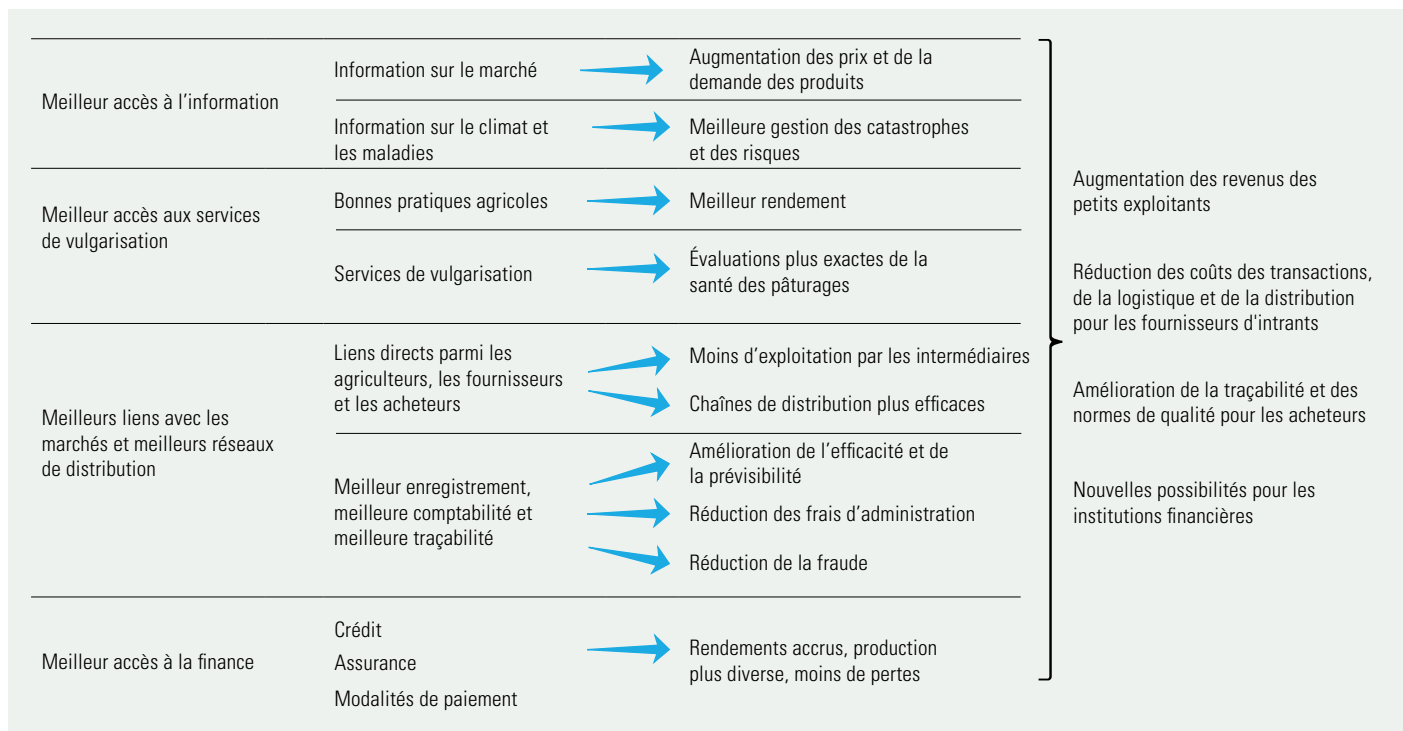 Meilleur accès à l'information
Information sur le marché
Augmentation des prix et de la
demande des produits
Information sur le climat et
les maladies
Meilleure gestion des catastrophes
et des risques
Meilleur accès aux services
de vulgarisation
Bonnes pratiques agricoles
Meilleur rendement
Services de vulgarisation
Évaluations plus exactes de la
santé des pâturages
Meilleurs liens avec les
marchés et meilleurs réseaux
de distribution
Liens directs parmi les
agriculteurs, les fournisseurs
et les acheteurs
Moins d'exploitation par les intermédiaires
Chaînes de distribution plus efficaces
Meilleur enregistrement,
meilleure comptabilité et
meilleure traçabilité
Amélioration de l'efficacité et de
la prévisibilité
Réduction des frais d'administration
Réduction de la fraude
Meilleur accès à la finance
Crédit
Assurance
Modalités de paiement
Rendements accrus, production
plus diverse, moins de pertes
Augmentation des revenus des
petits exploitants
Réduction des coûts des transactions,
de la logistique et de la distribution
pour les fournisseurs d'intrants
Amélioration de la traçabilité et des
normes de qualité pour les acheteurs
Nouvelles possibilités pour les
institutions financières